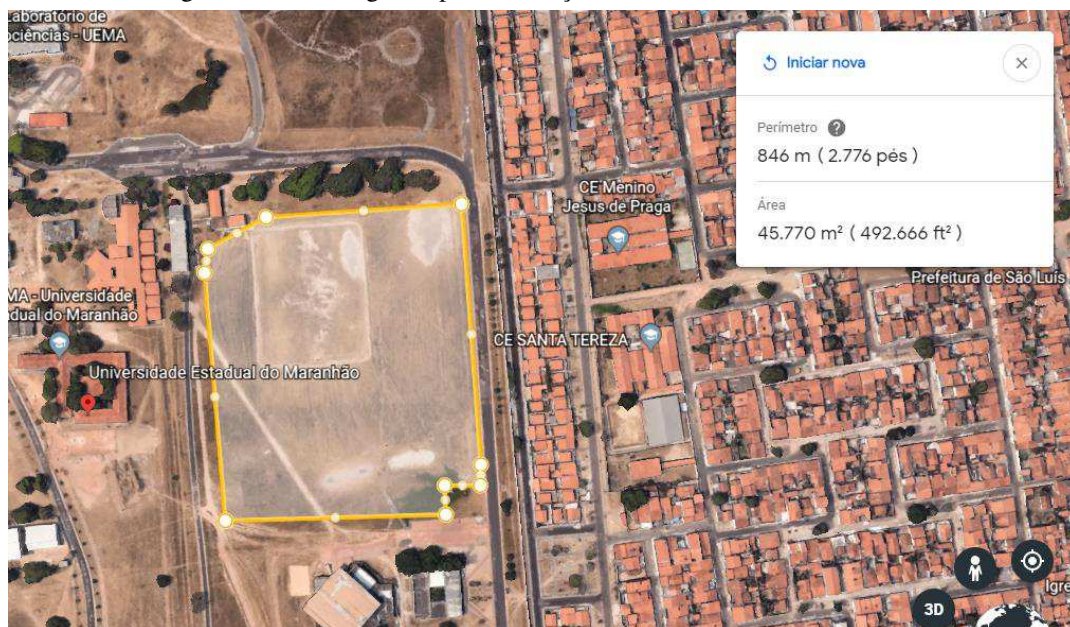 Laboratório de
ociências - UEMA
Iniciar nova
Perímetro ?
846 m ( 2.776 pés )
Área
45.770 m² ( 492.666 ft² )
CE Menino
Jesus de Praga
Prefeitura de São Luís
MA - Universidade
dual do Maranhão
CE SANTA TEREZA
Universidade Estadual do Maranhão
3D
Igre